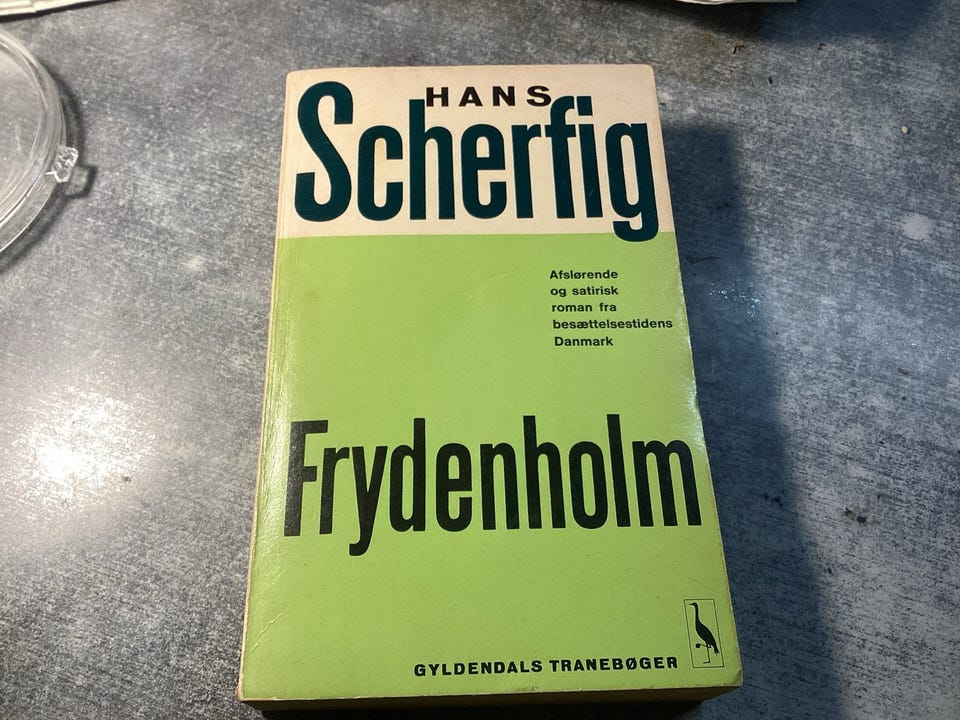 HANS
Scherfig
Afslørende
og satirisk
roman fra
besættelsestidens
Danmark
Frydenholm
GYLDENDALS TRANEBØGER